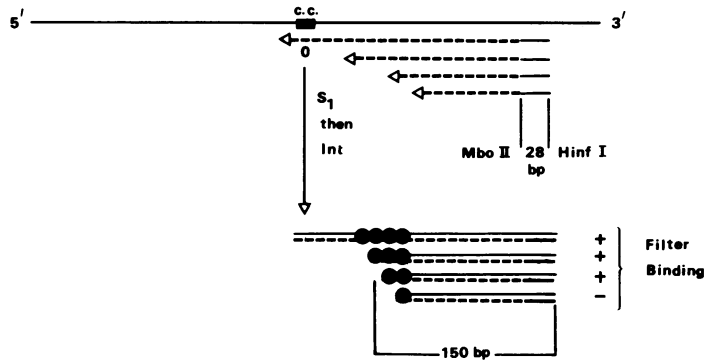 c.c.
5′ 3′
0
S1
then
Int
Mbo II 28 Hinf I
bp
+
+ Filter
+ Binding
−
150 bp